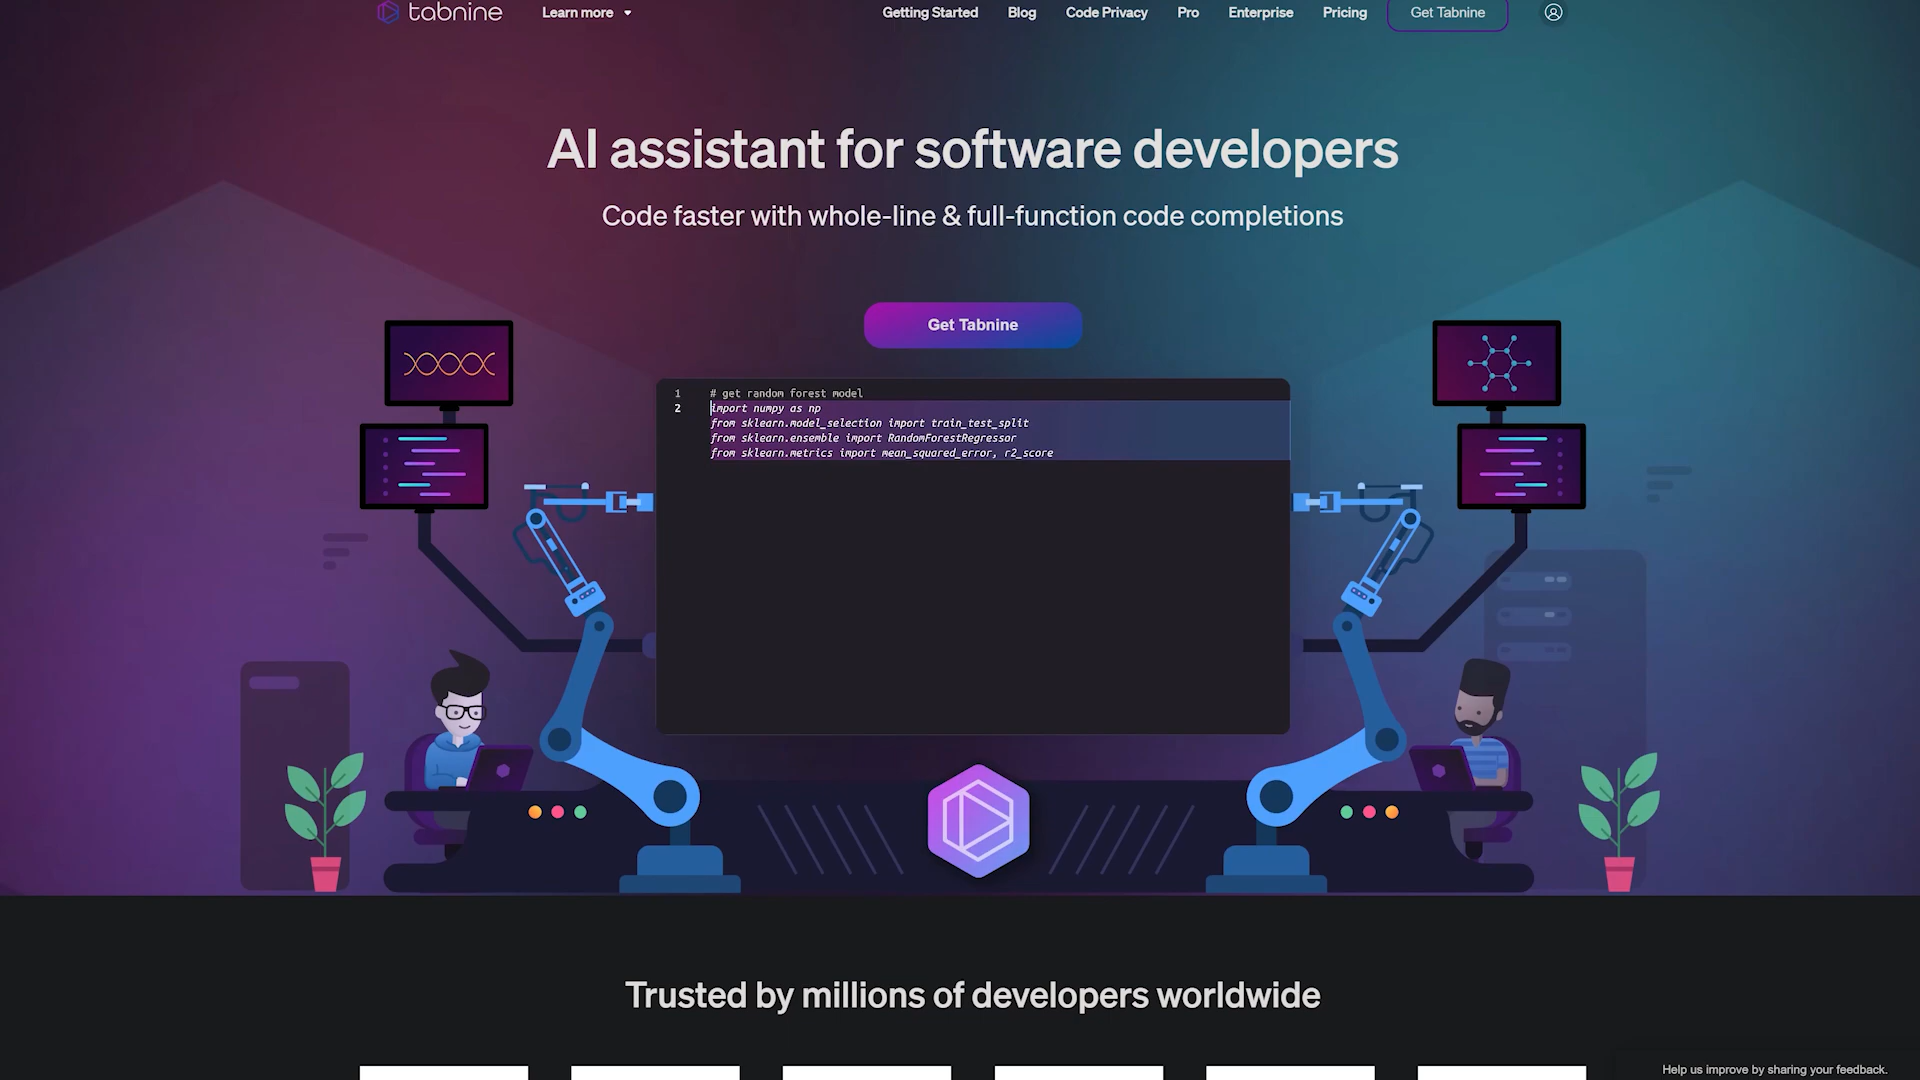 tabnine
Learn more
Getting Started
Blog
Code Privacy
Pro
Enterprise
Pricing
Get Tabnine
AI assistant for software developers
Code faster with whole-line & full-function code completions
Get Tabnine
1 # get random forest model
2 import numpy as np
from sklearn.model_selection import train_test_split
from sklearn.ensemble import RandomForestRegressor
from sklearn.metrics import mean_squared_error, r2_score
Trusted by millions of developers worldwide
Help us improve by sharing your feedback.